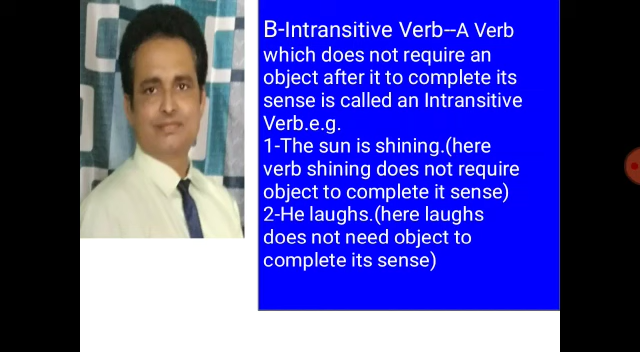 B-Intransitive Verb--A Verb
which does not require an
object after it to complete its
sense is called an Intransitive
Verb.e.g.
1-The sun is shining.(here
verb shining does not require
object to complete it sense)
2-He laughs.(here laughs
does not need object to
complete its sense)